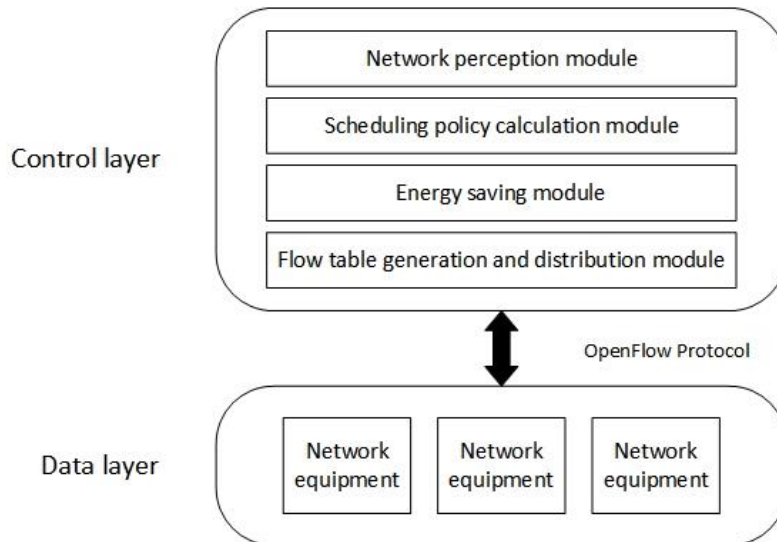 Network perception module
Scheduling policy calculation module
Control layer
Energy saving module
Flow table generation and distribution module
OpenFlow Protocol
Data layer
Network
equipment
Network
equipment
Network
equipment